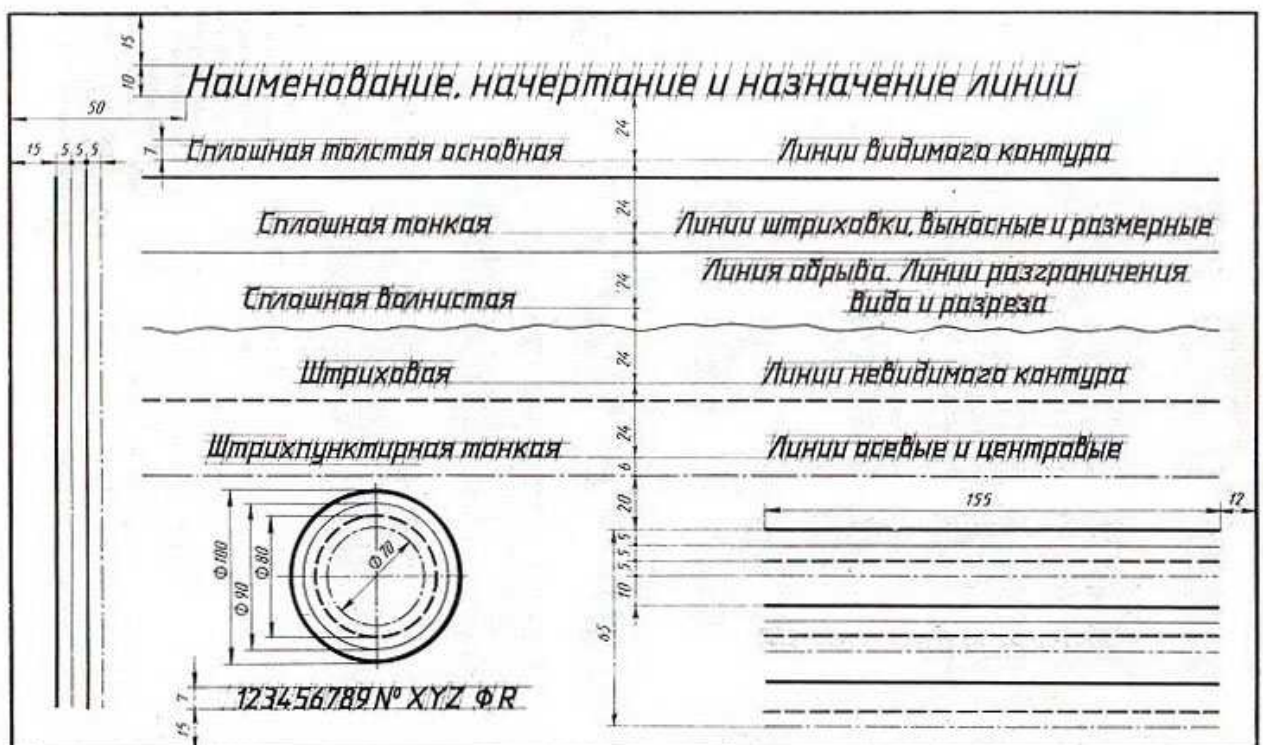 15
10
Наименование, начертание и назначение линий
50
24
15 5 5 5
7
Сплошная толстая основная
Линии видимого контура
24
Сплошная тонкая
Линии штриховки, выносные и размерные
24
Линия обрыва. Линии разграничения
вида и разреза
Сплошная волнистая
24
Штриховая
Линии невидимого контура
24
Штрихпунктирная тонкая
Линии осевые и центровые
6
20
155
12
Ф100
Ф90
Ф80
Ф70
5 5 5
10
65
7
123456789 № XYZ Ф R
15